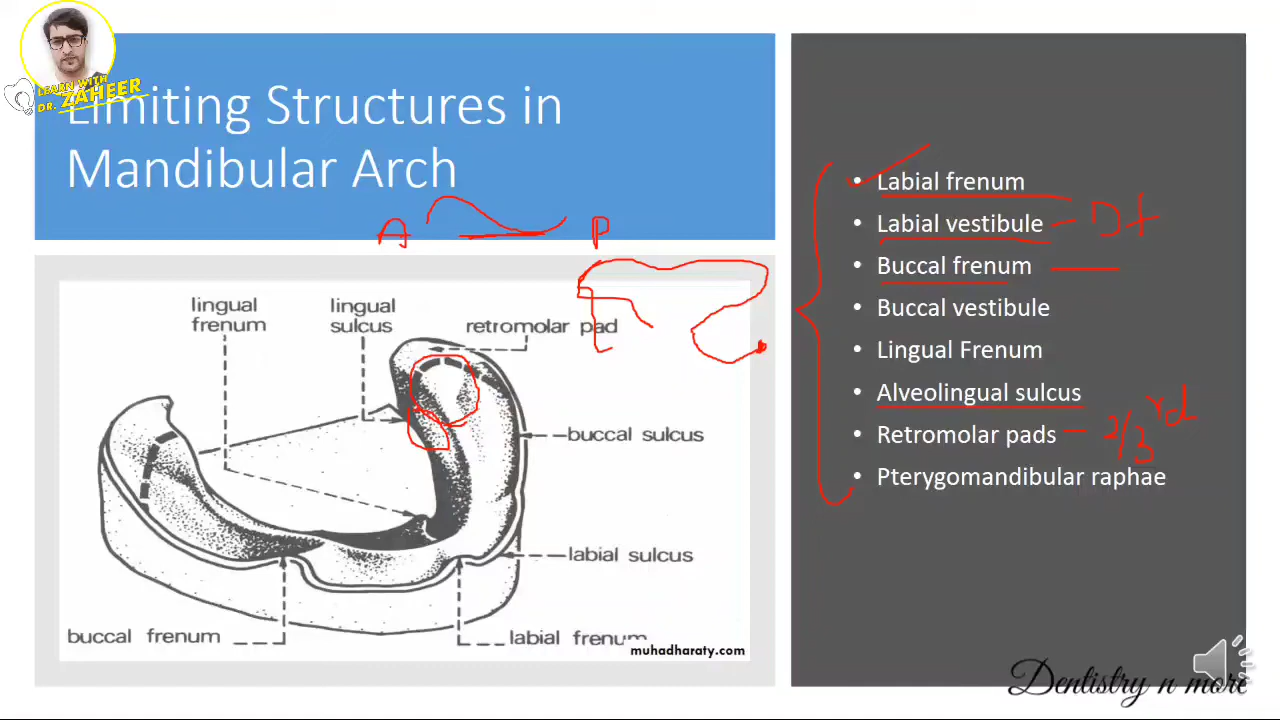 LEARN WITH
DR. ZAHEER
Limiting Structures in
Mandibular Arch
A
P
lingual
frenum
lingual
sulcus
retromolar pad
buccal sulcus
labial sulcus
buccal frenum
labial frenum
muhadharaty.com
• Labial frenum
• Labial vestibule
• Buccal frenum
• Buccal vestibule
• Lingual Frenum
• Alveolingual sulcus
• Retromolar pads
2/3rd
• Pterygomandibular raphae
Dentistry n more